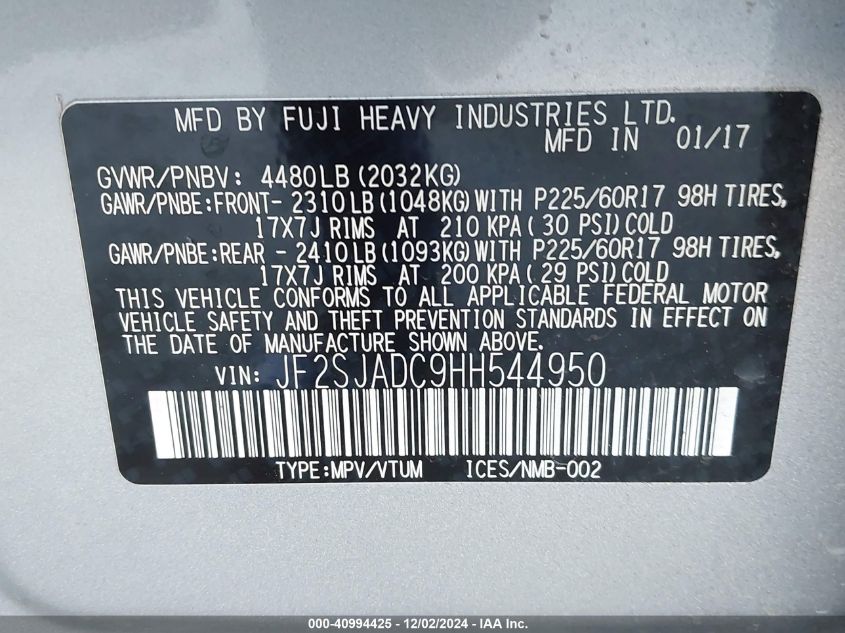 MFD BY FUJI HEAVY INDUSTRIES LTD.
MFD IN 01/17
GVWR/PNBV: 4480LB(2032KG)
GAWR/PNBE:FRONT- 2310LB(1048KG)WITH P225/60R17 98H TIRES,
17X7J RIMS AT 210 KPA(30 PSI)COLD
GAWR/PNBE:REAR - 2410LB(1093KG)WITH P225/60R17 98H TIRES,
17X7J RIMS AT 200 KPA(29 PSI)COLD
THIS VEHICLE CONFORMS TO ALL APPLICABLE FEDERAL MOTOR
VEHICLE SAFETY AND THEFT PREVENTION STANDARDS IN EFFECT ON
THE DATE OF MANUFACTURE SHOWN ABOVE.
VIN: JF2SJADC9HH544950
TYPE:MPV/VTUM ICES/NMB-002
000-40994425 - 12/02/2024 - IAA Inc.